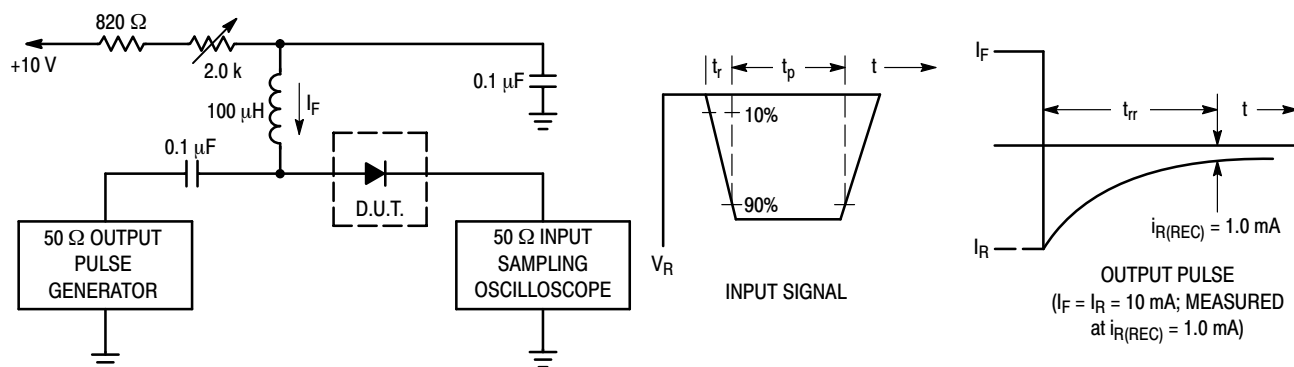 820 Ω
+10 V
2.0 k
100 μH
I_F
0.1 μF
0.1 μF
D.U.T.
50 Ω OUTPUT
PULSE
GENERATOR
50 Ω INPUT
SAMPLING
OSCILLOSCOPE
t_r
t_p
t
10%
90%
V_R
INPUT SIGNAL
I_F
t_rr
t
I_R
i_R(REC) = 1.0 mA
OUTPUT PULSE
(I_F = I_R = 10 mA; MEASURED
at i_R(REC) = 1.0 mA)